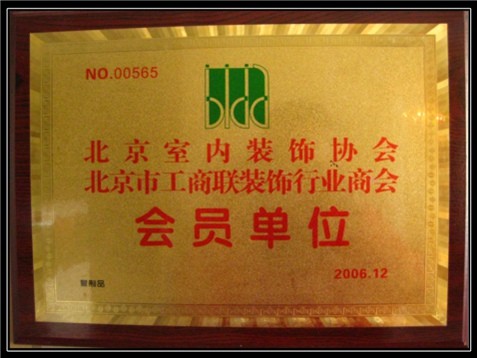 NO.00565
bida
北京室内装饰协会
北京市工商联装饰行业商会
会员单位
2006.12